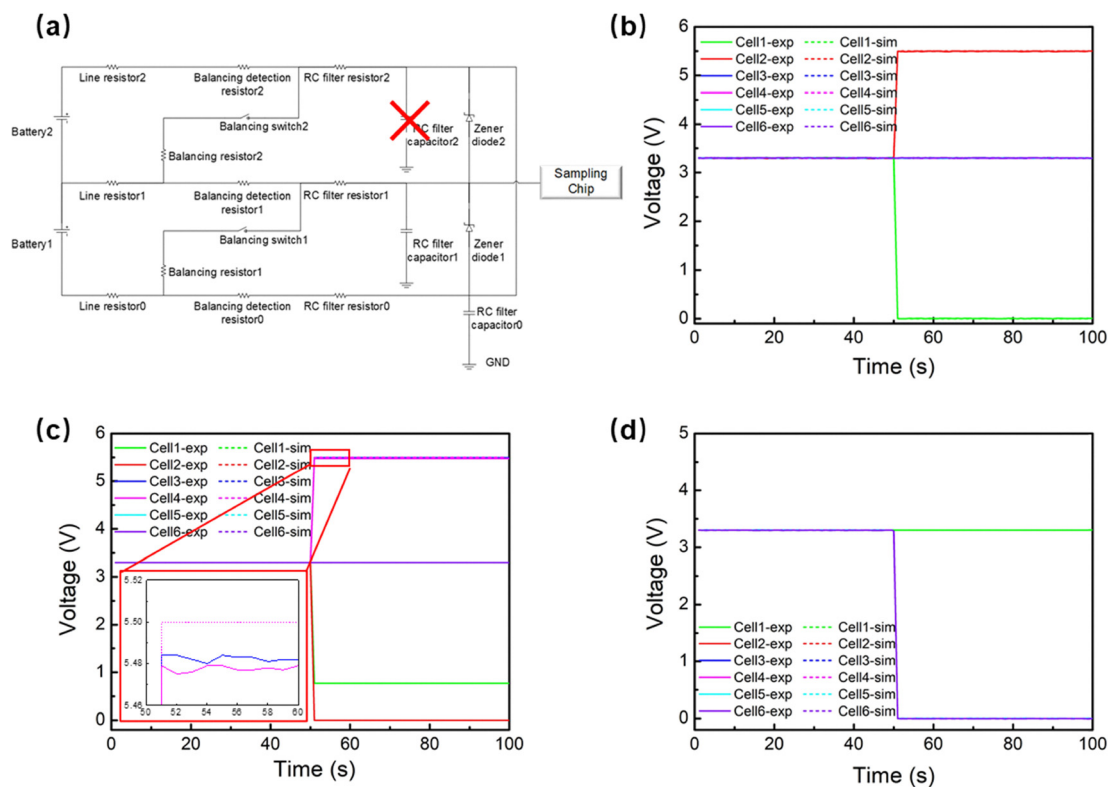 (a)
Line resistor2
Balancing detection
resistor2
RC filter resistor2
Battery2
Balancing switch2
RC filter
capacitor2
Zener
diode2
Balancing resistor2
Sampling
Chip
Line resistor1
Balancing detection
resistor1
RC filter resistor1
Battery1
Balancing switch1
RC filter
capacitor1
Zener
diode1
Balancing resistor1
Line resistor0
Balancing detection
resistor0
RC filter resistor0
RC filter
capacitor0
GND
(b)
Voltage (V)
6
5
4
3
2
1
0
Cell1-exp Cell1-sim
Cell2-exp Cell2-sim
Cell3-exp Cell3-sim
Cell4-exp Cell4-sim
Cell5-exp Cell5-sim
Cell6-exp Cell6-sim
0 20 40 60 80 100
Time (s)
(c)
Voltage (V)
6
5
4
3
2
1
0
Cell1-exp Cell1-sim
Cell2-exp Cell2-sim
Cell3-exp Cell3-sim
Cell4-exp Cell4-sim
Cell5-exp Cell5-sim
Cell6-exp Cell6-sim
5.52
5.50
5.48
5.46
50 52 54 56 58 60
0 20 40 60 80 100
Time (s)
(d)
Voltage (V)
5
4
3
2
1
0
Cell1-exp Cell1-sim
Cell2-exp Cell2-sim
Cell3-exp Cell3-sim
Cell4-exp Cell4-sim
Cell5-exp Cell5-sim
Cell6-exp Cell6-sim
0 20 40 60 80 100
Time (s)